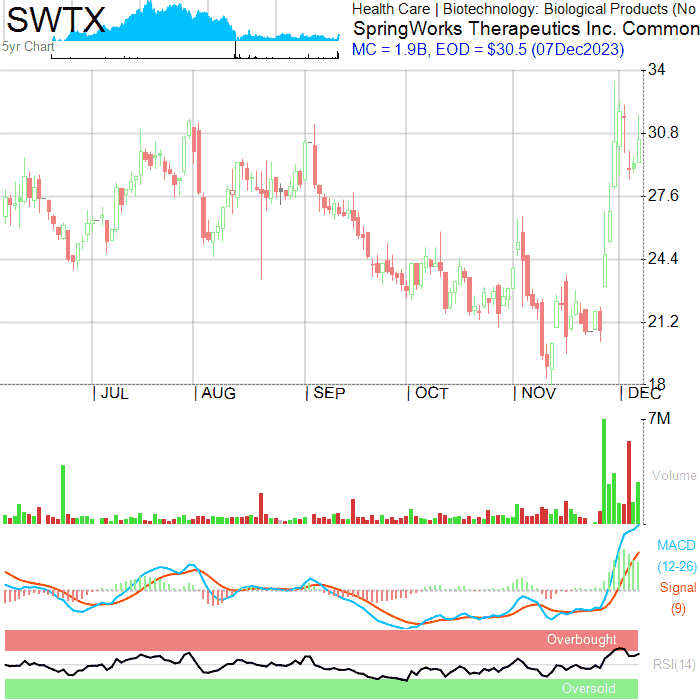 SWTX
5yr Chart
Health Care | Biotechnology: Biological Products (No
SpringWorks Therapeutics Inc. Common
MC = 1.9B, EOD = $30.5 (07Dec2023)
34
30.8
27.6
24.4
21.2
18
JUL AUG SEP OCT NOV DEC
7M
Volume
MACD
(12-26)
Signal
(9)
Overbought
RSI(14)
Oversold